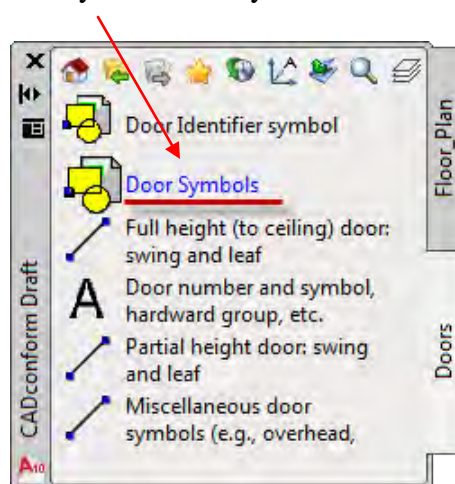 Door Identifier symbol
Door Symbols
Full height (to ceiling) door:
swing and leaf
A Door number and symbol,
hardware group, etc.
Partial height door: swing
and leaf
Miscellaneous door
symbols (e.g., overhead,
Floor_Plan
Doors
CADconform Draft
A10